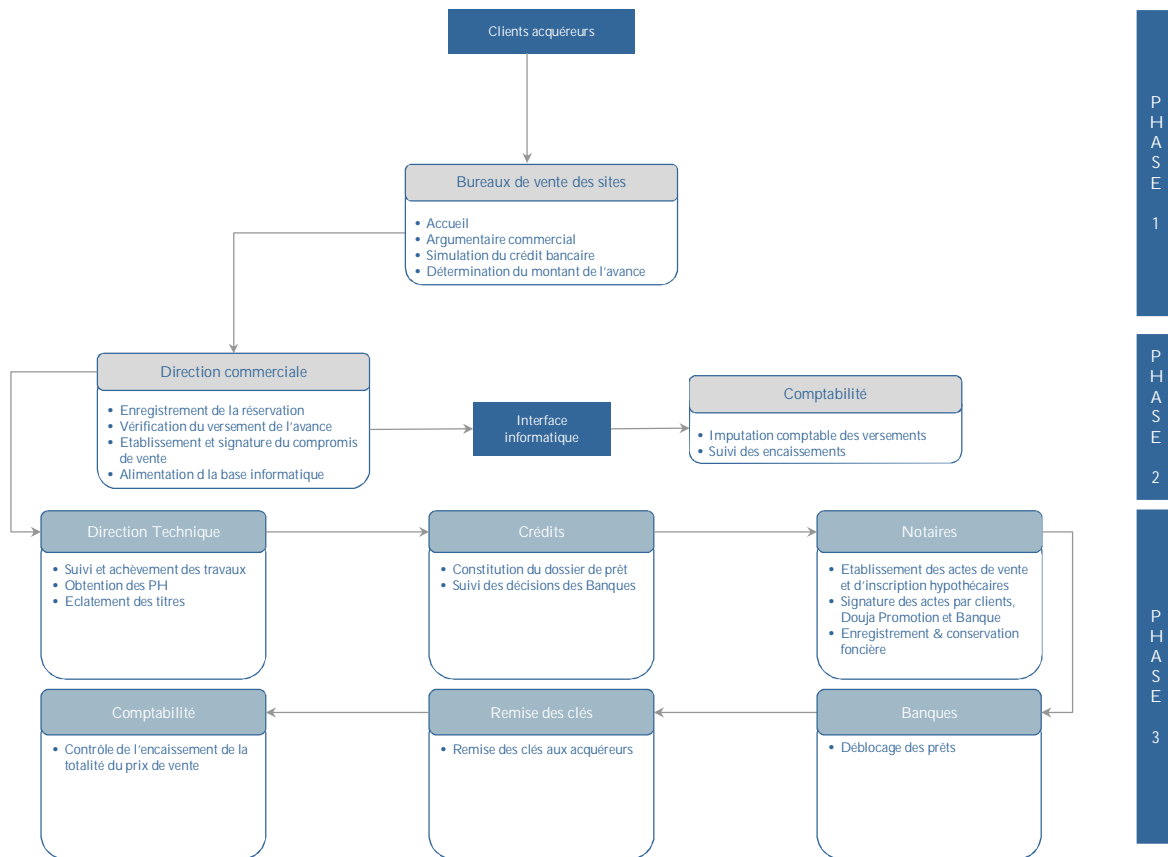 Clients acquéreurs
Bureaux de vente des sites
• Accueil
• Argumentaire commercial
• Simulation du crédit bancaire
• Détermination du montant de l'avance
PHASE 1
Direction commerciale
• Enregistrement de la réservation
• Vérification du versement de l'avance
• Etablissement et signature du compromis
de vente
• Alimentation d la base informatique
Interface
informatique
Comptabilité
• Imputation comptable des versements
• Suivi des encaissements
PHASE 2
Direction Technique
• Suivi et achèvement des travaux
• Obtention des PH
• Eclatement des titres
Crédits
• Constitution du dossier de prêt
• Suivi des décisions des Banques
Notaires
• Etablissement des actes de vente
et d'inscription hypothécaires
• Signature des actes par clients,
Douja Promotion et Banque
• Enregistrement & conservation
foncière
Comptabilité
• Contrôle de l'encaissement de la
totalité du prix de vente
Remise des clés
• Remise des clés aux acquéreurs
Banques
• Déblocage des prêts
PHASE 3